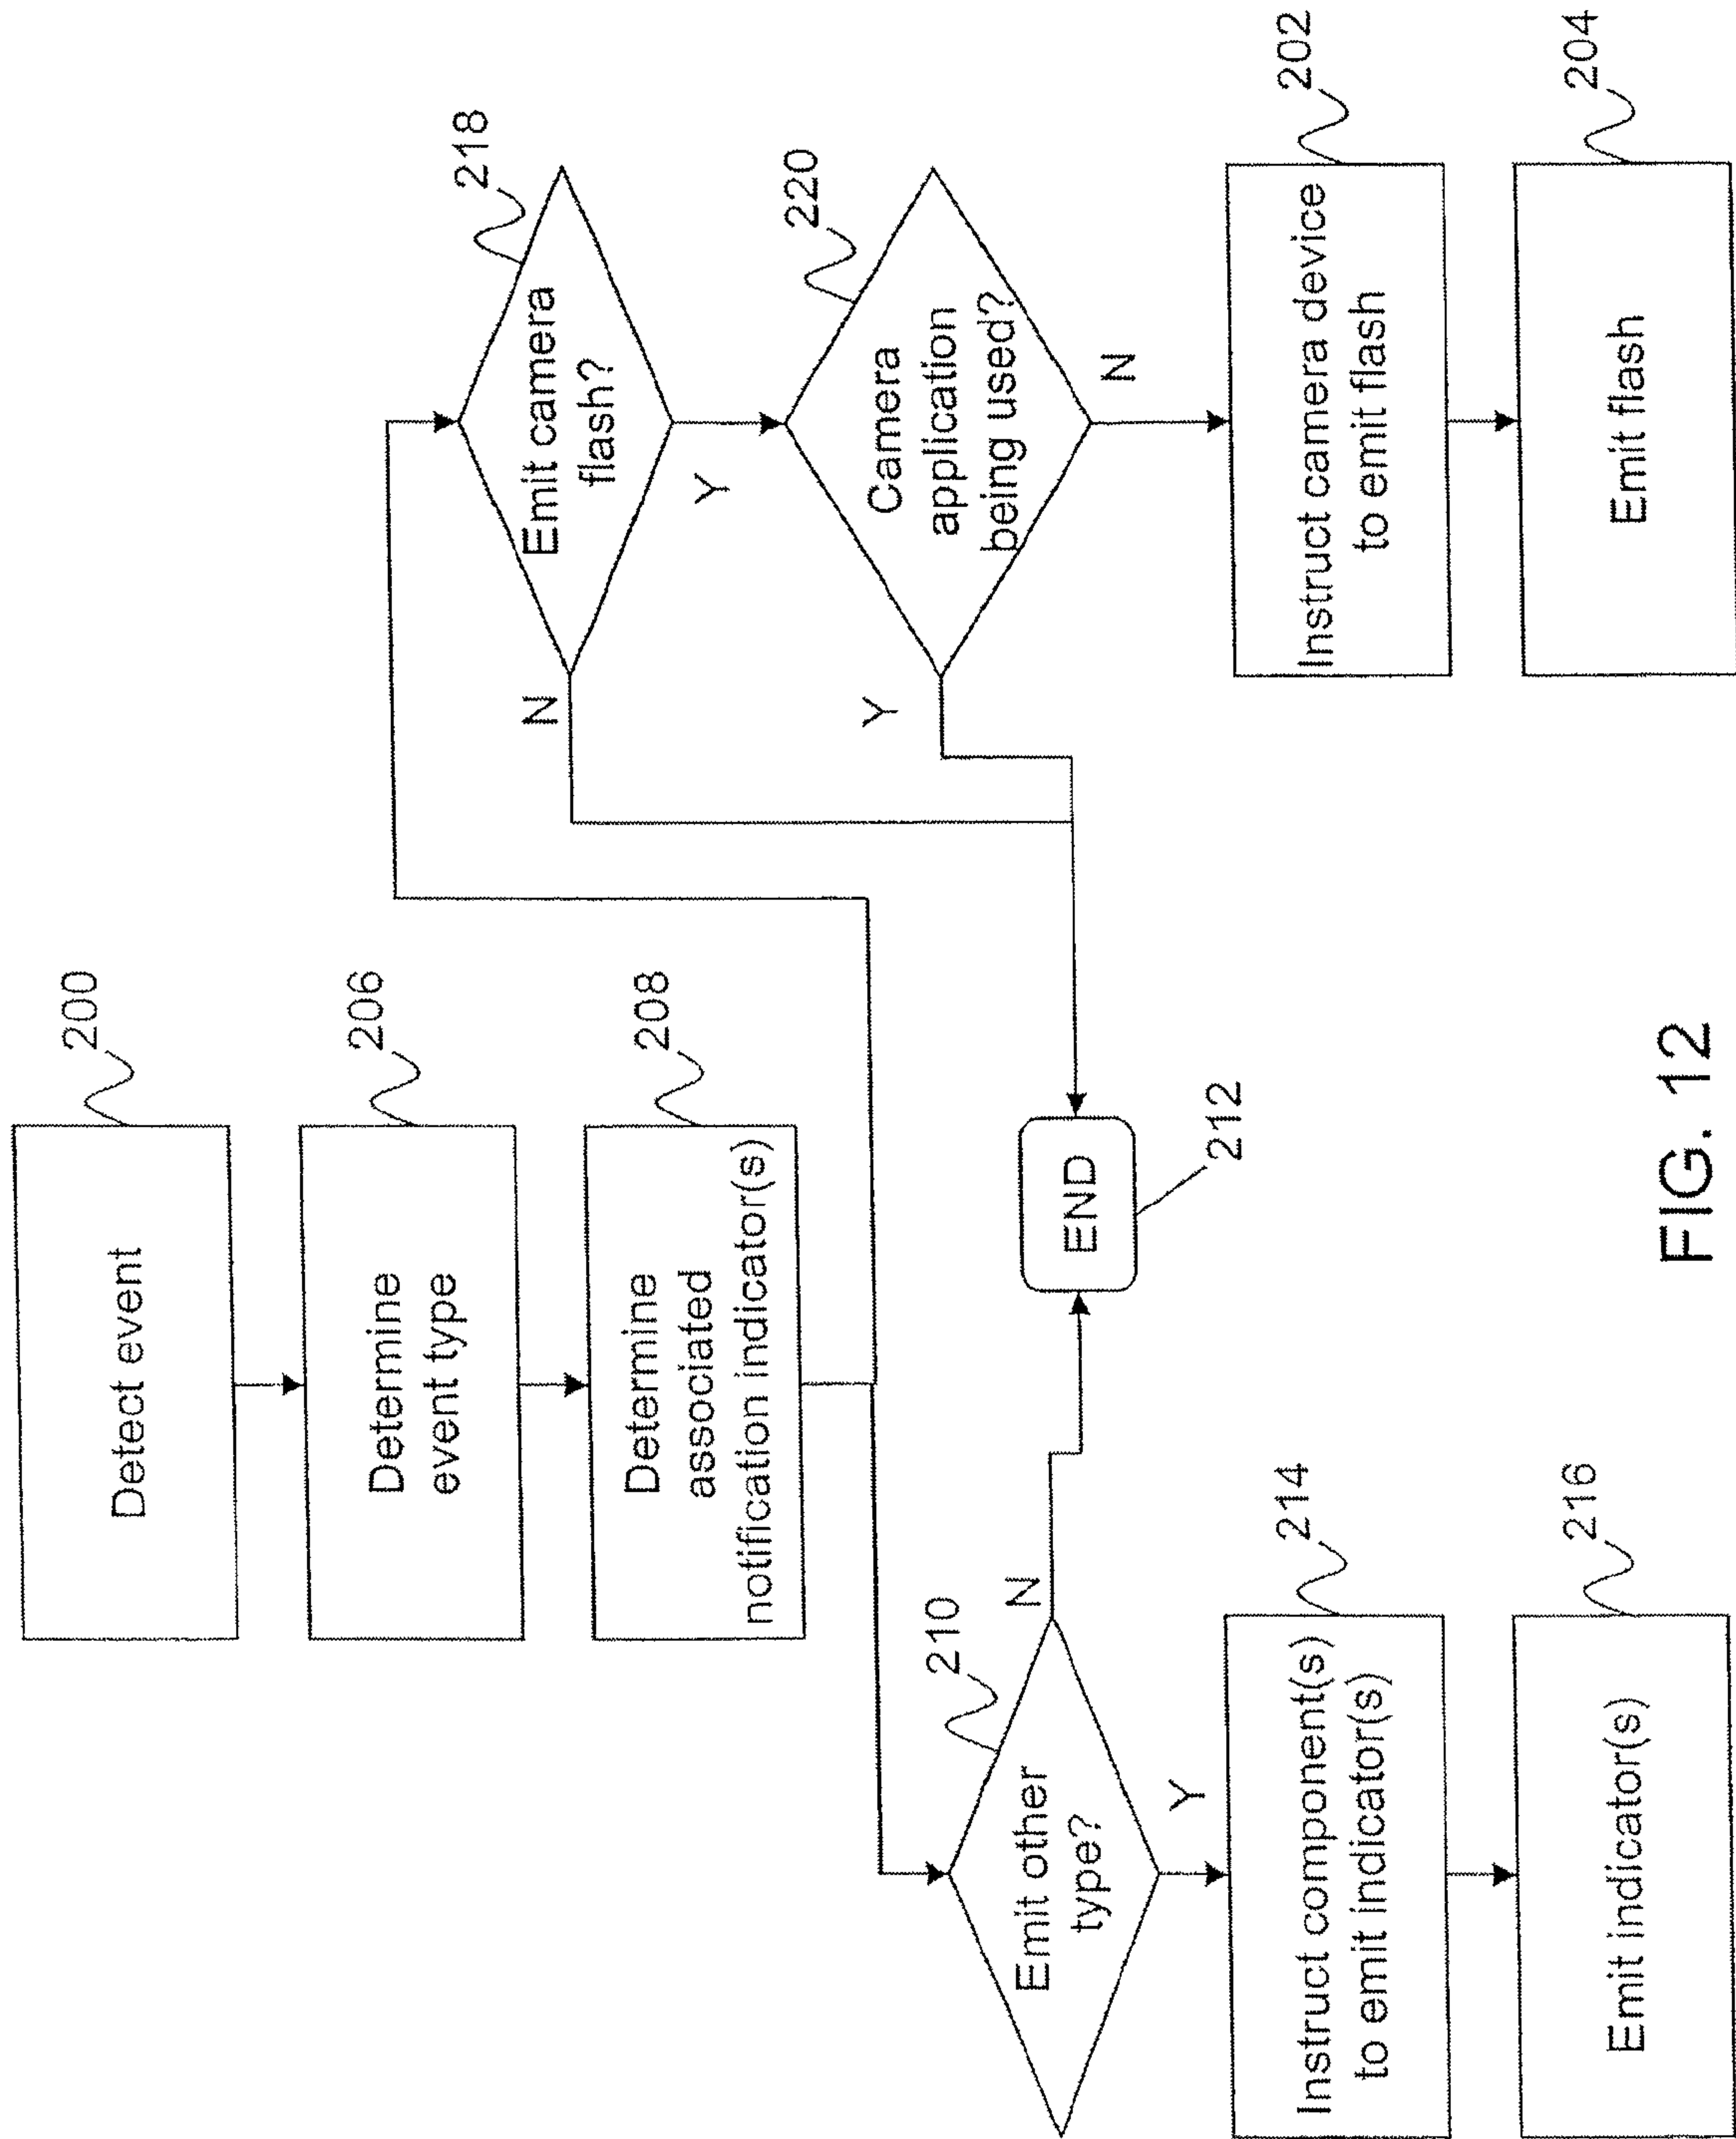 Detect event
200
Determine
event type
206
Determine
associated
notification indicator(s)
208
210
Emit other
type?
N
Y
END
212
Emit camera
flash?
218
N
Y
Camera
application
being used?
220
Y
N
Instruct component(s)
to emit indicator(s)
214
Instruct camera device
to emit flash
202
Emit indicator(s)
216
Emit flash
204
FIG. 12